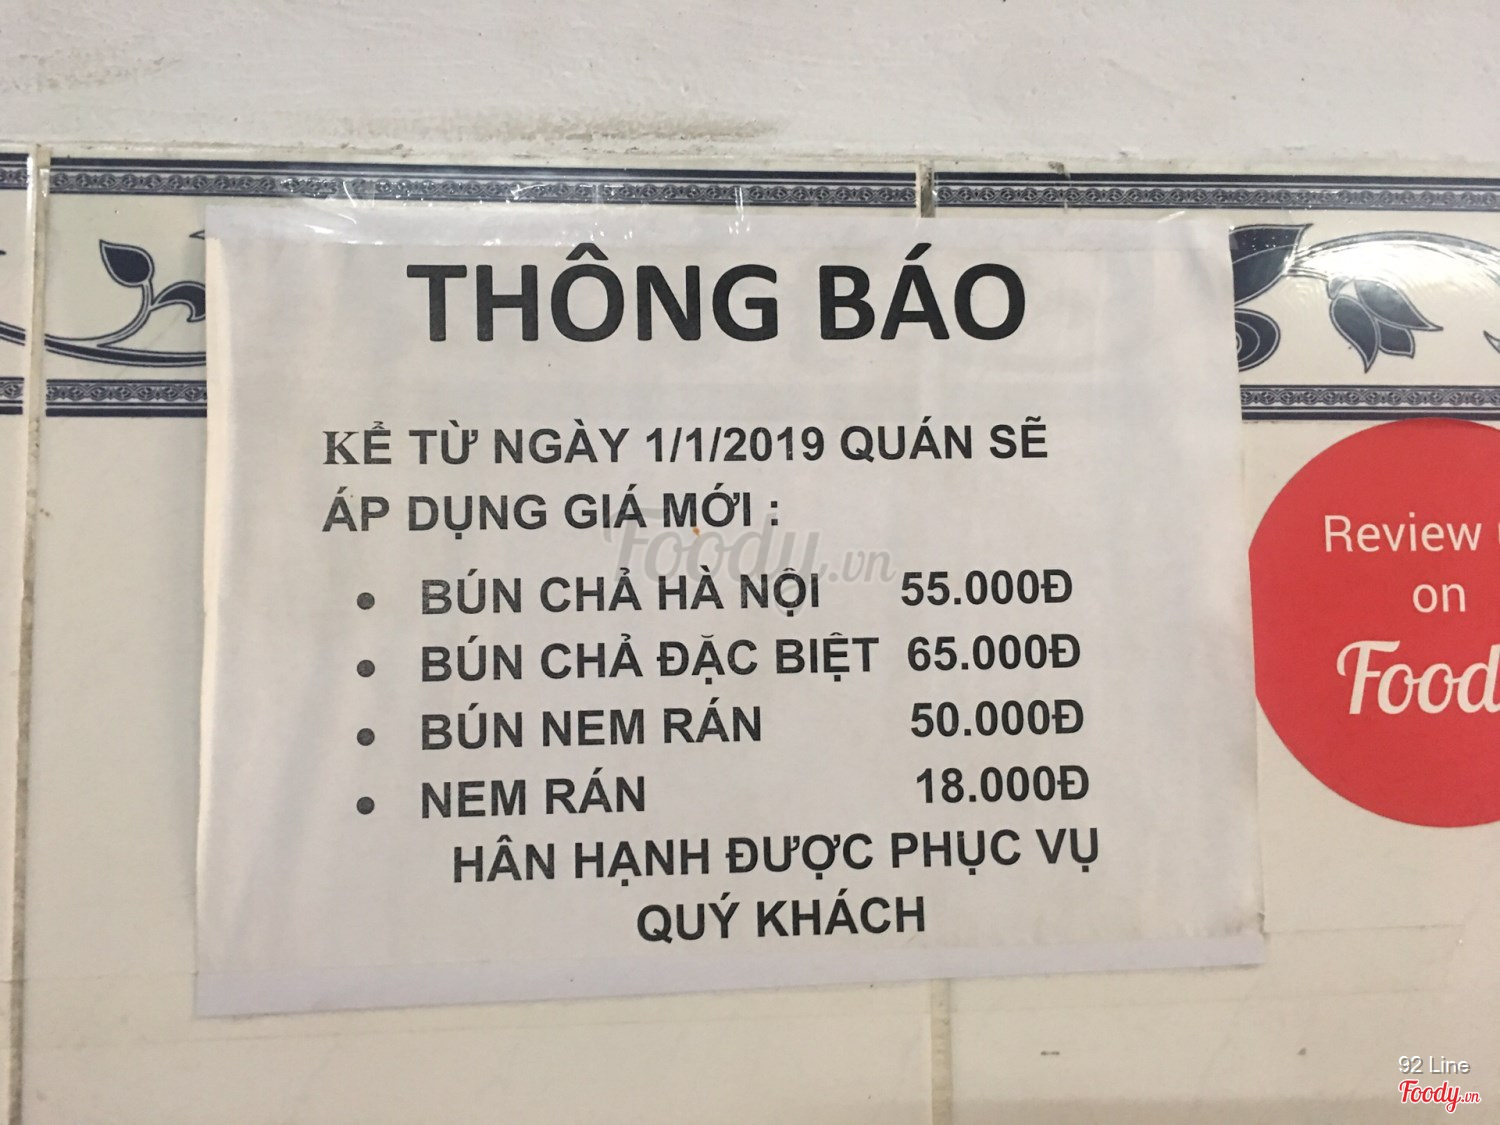 THÔNG BÁO
KỂ TỪ NGÀY 1/1/2019 QUÁN SẼ
ÁP DỤNG GIÁ MỚI :
Foody.vn
• BÚN CHẢ HÀ NỘI 55.000Đ
• BÚN CHẢ ĐẶC BIỆT 65.000Đ
• BÚN NEM RÁN 50.000Đ
• NEM RÁN 18.000Đ
HÂN HẠNH ĐƯỢC PHỤC VỤ
QUÝ KHÁCH
Review
on
Food
92 Line
Foody.vn